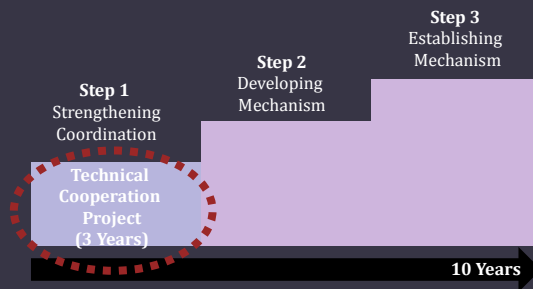 Step 1
Strengthening
Coordination
Step 2
Developing
Mechanism
Step 3
Establishing
Mechanism
Technical
Cooperation
Project
(3 Years)
10 Years